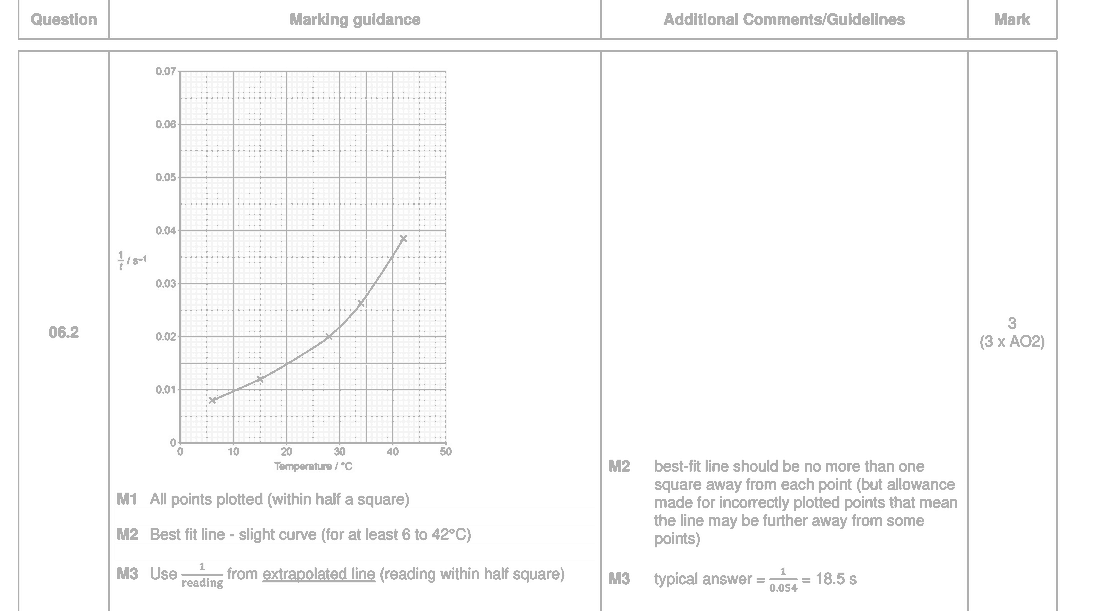 Question Marking guidance Additional Comments/Guidelines Mark
0.07
0.06
0.05
0.04
1/t / s⁻¹
0.03
0.02
0.01
0
0 10 20 30 40 50
Temperature / °C
06.2
3
(3 x AO2)
M1 All points plotted (within half a square)
M2 Best fit line - slight curve (for at least 6 to 42°C)
M3 Use 1/reading from extrapolated line (reading within half square)
M2 best-fit line should be no more than one
square away from each point (but allowance
made for incorrectly plotted points that mean
the line may be further away from some
points)
M3 typical answer = 1/0.054 = 18.5 s